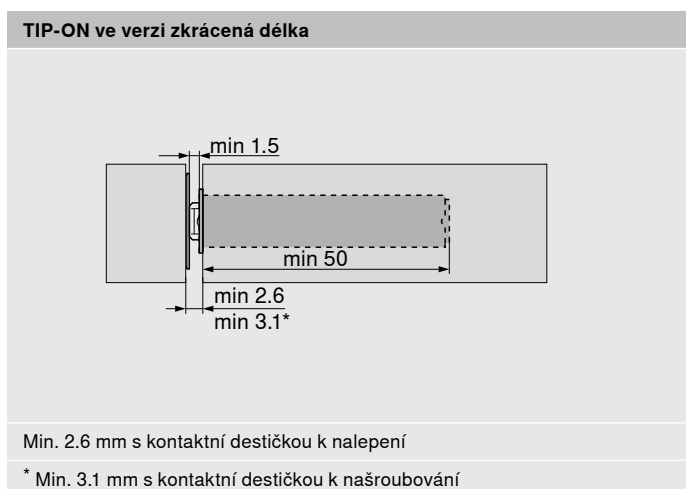 TIP-ON ve verzi zkrácená délka
min 1.5
min 50
min 2.6
min 3.1*
Min. 2.6 mm s kontaktní destičkou k nalepení
* Min. 3.1 mm s kontaktní destičkou k našroubování